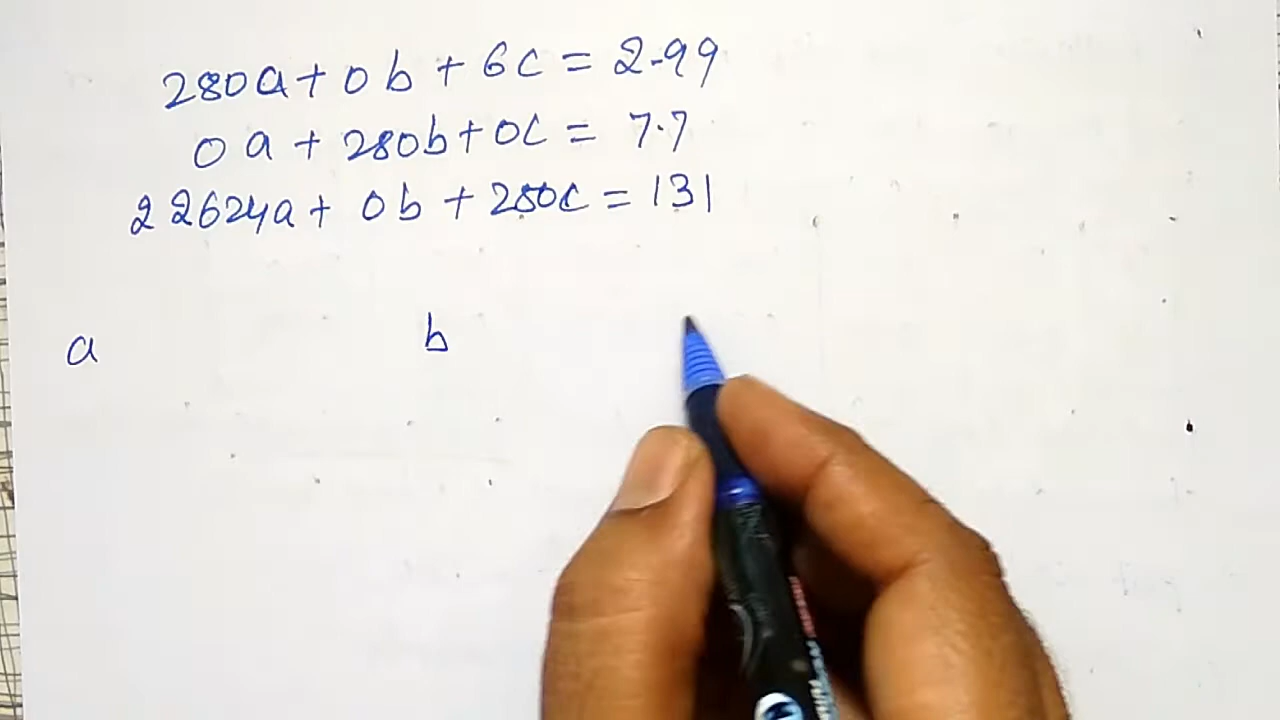 280a + 0b + 6c = 2.99
0a + 280b + 0c = 7.7
22624a + 0b + 280c = 131
a b